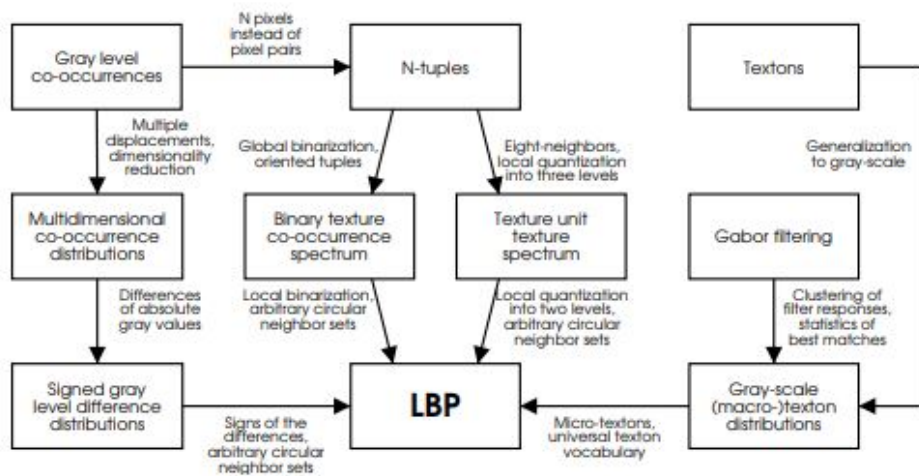 Gray level
co-occurrences
N pixels
instead of
pixel pairs
N-tuples
Textons
Multiple
displacements,
dimensionality
reduction
Global binarization,
oriented tuples
Eight-neighbors,
local quantization
into three levels
Generalization
to gray-scale
Multidimensional
co-occurrence
distributions
Binary texture
co-occurrence
spectrum
Texture unit
texture
spectrum
Gabor filtering
Differences
of absolute
gray values
Local binarization,
arbitrary circular
neighbor sets
Local quantization
into two levels,
arbitrary circular
neighbor sets
Clustering of
filter responses,
statistics of
best matches
Signed gray
level difference
distributions
LBP
Gray-scale
(macro-)texton
distributions
Signs of the
differences,
arbitrary circular
neighbor sets
Micro-textons,
universal texton
vocabulary